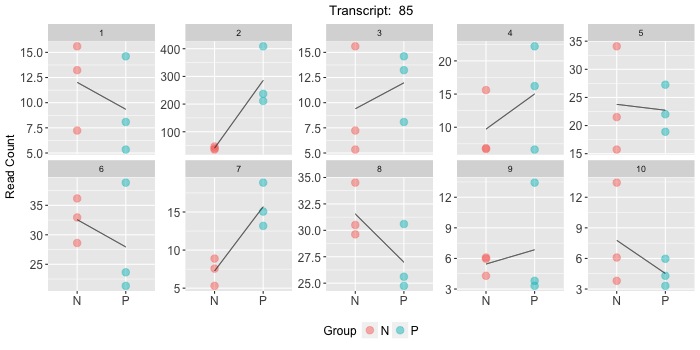 Transcript: 85
Read Count
1 2 3 4 5
15.0 12.5 10.0 7.5 5.0
400 300 200 100
15.0 12.5 10.0 7.5 5.0
20 15 10
35 30 25 20 15
6 7 8 9 10
35 30 25
15 10 5
35.0 32.5 30.0 27.5 25.0
12 9 6 3
12 9 6 3
N P N P N P N P N P
Group N P